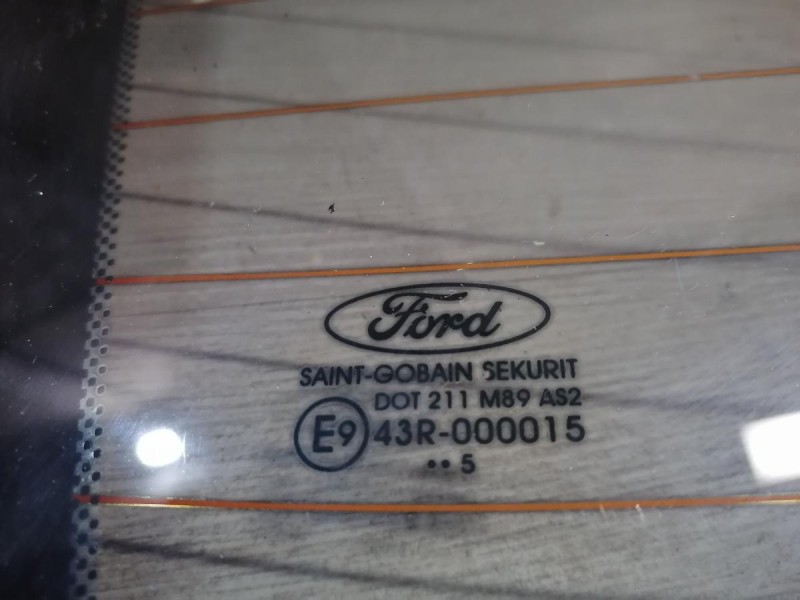 Ford
SAINT-GOBAIN SEKURIT
DOT 211 M89 AS2
E9 43R-000015
•• 5